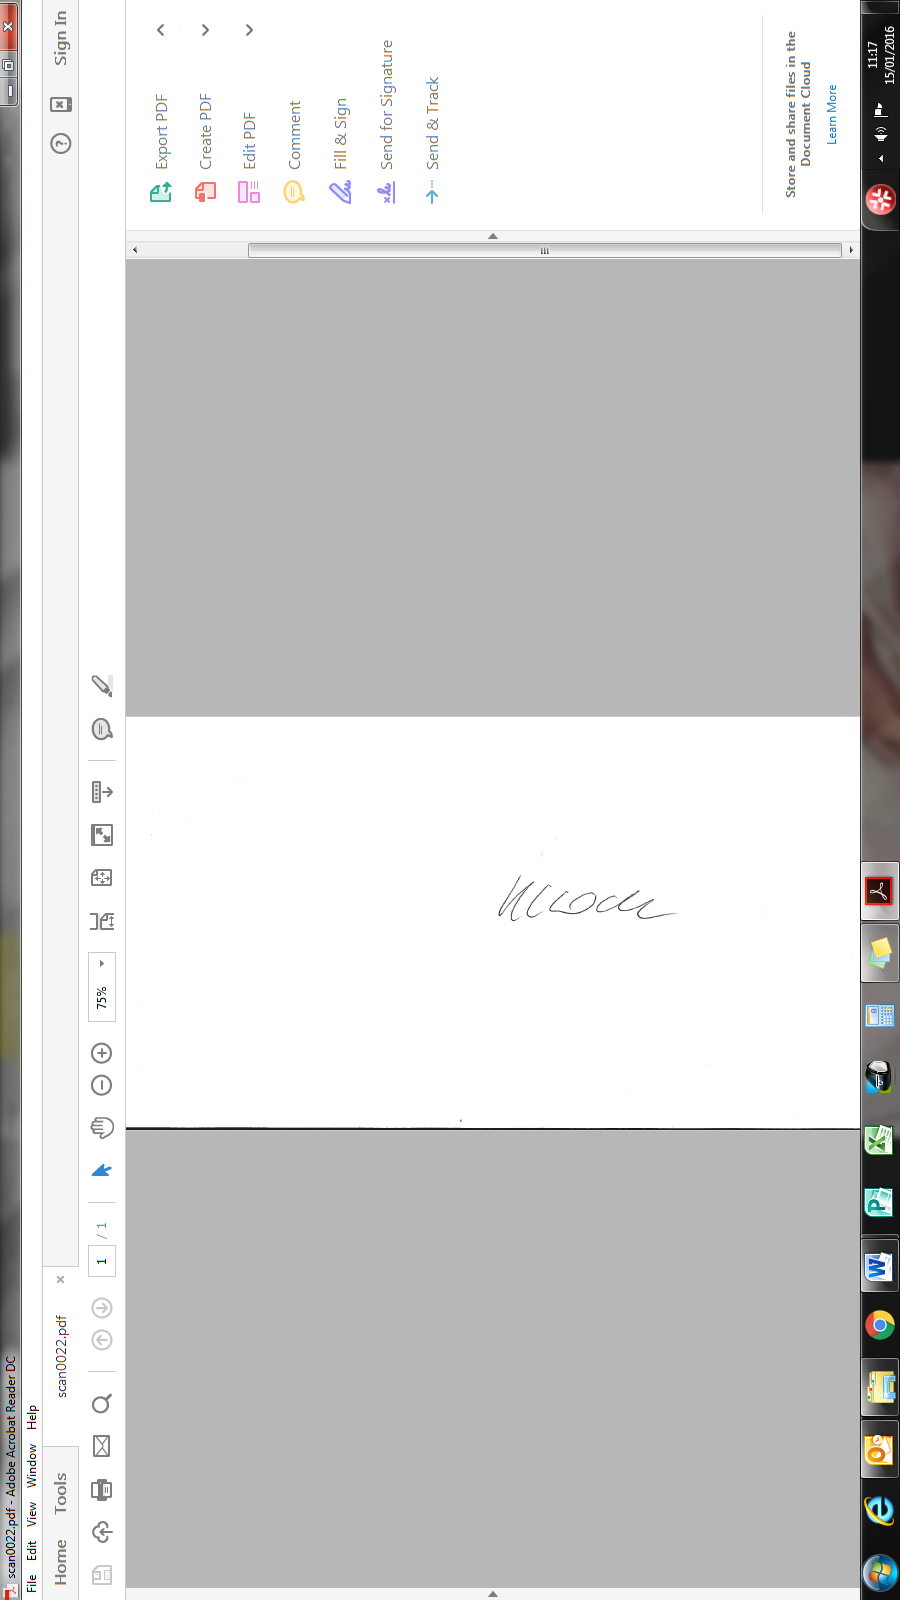 scan0022.pdf - Adobe Acrobat Reader DC
File Edit View Window Help
Home Tools scan0022.pdf × Sign In
1 / 1 75%
Export PDF
Create PDF
Edit PDF
Comment
Fill & Sign
Send for Signature
Send & Track
Store and share files in the
Document Cloud
Learn More
11:17
15/01/2016